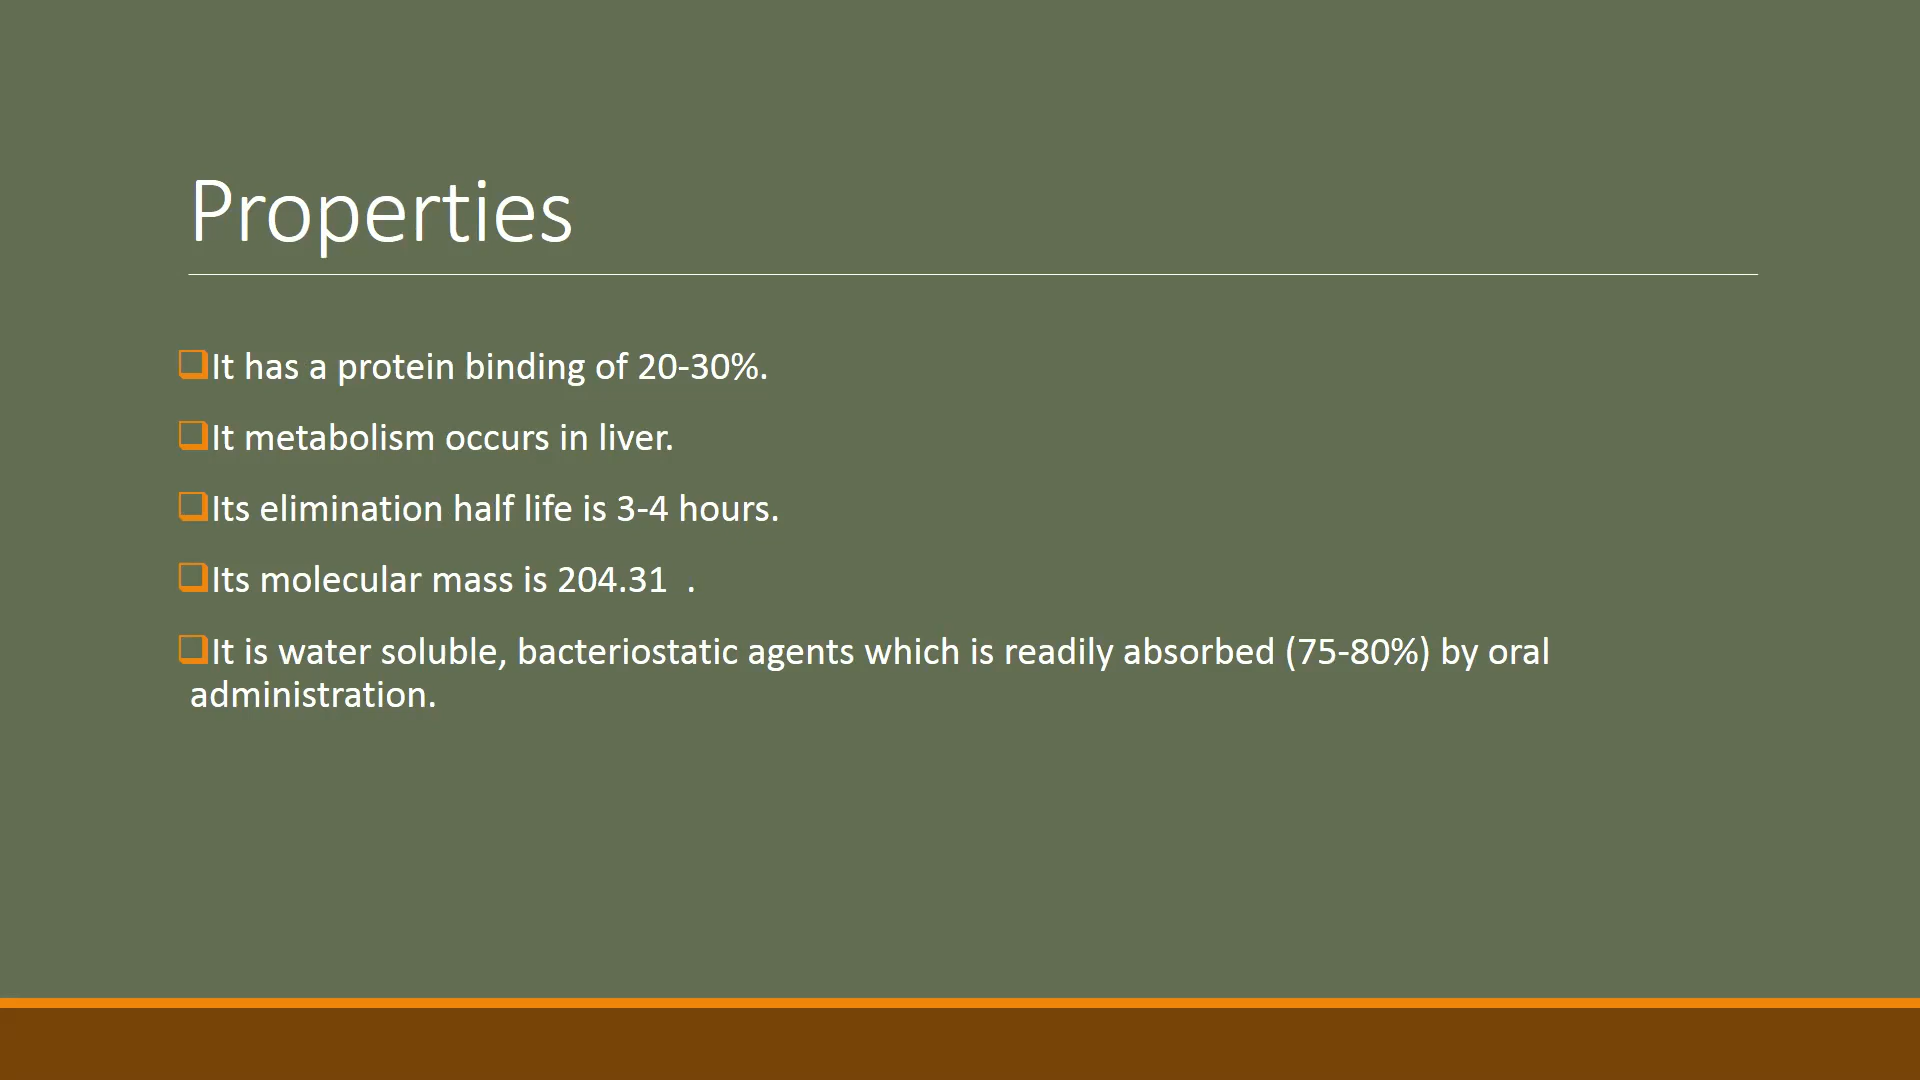 Properties
❑It has a protein binding of 20-30%.
❑It metabolism occurs in liver.
❑Its elimination half life is 3-4 hours.
❑Its molecular mass is 204.31  .
❑It is water soluble, bacteriostatic agents which is readily absorbed (75-80%) by oral
administration.